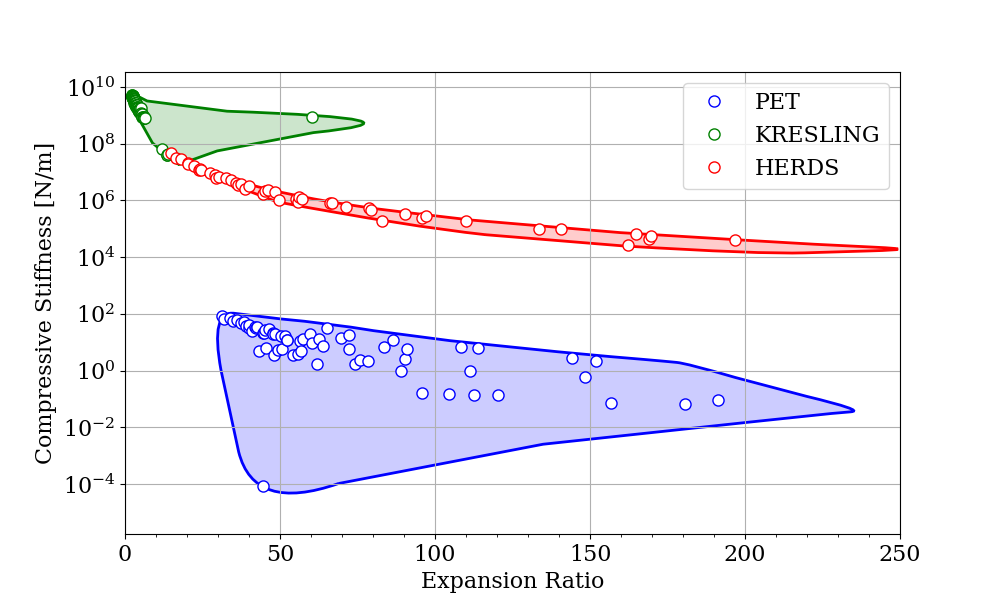 10¹⁰
10⁸
10⁶
10⁴
10²
10⁰
10⁻²
10⁻⁴
Compressive Stiffness [N/m]
PET
KRESLING
HERDS
0 50 100 150 200 250
Expansion Ratio